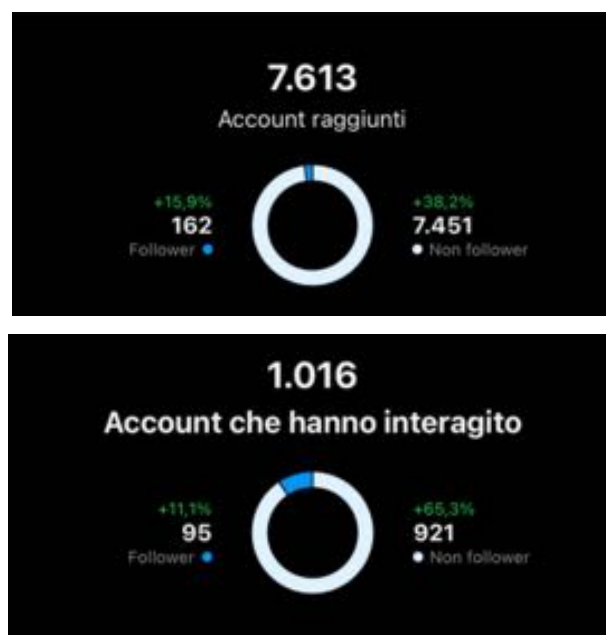 7.613
Account raggiunti
+15,9%
162
Follower
+38,2%
7.451
Non follower
1.016
Account che hanno interagito
+11,1%
95
Follower
+65,3%
921
Non follower